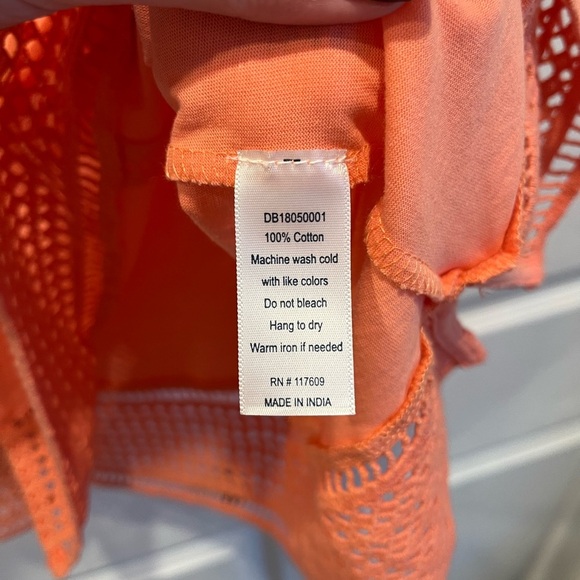 DB18050001
100% Cotton
Machine wash cold
with like colors
Do not bleach
Hang to dry
Warm iron if needed
RN # 117609
MADE IN INDIA